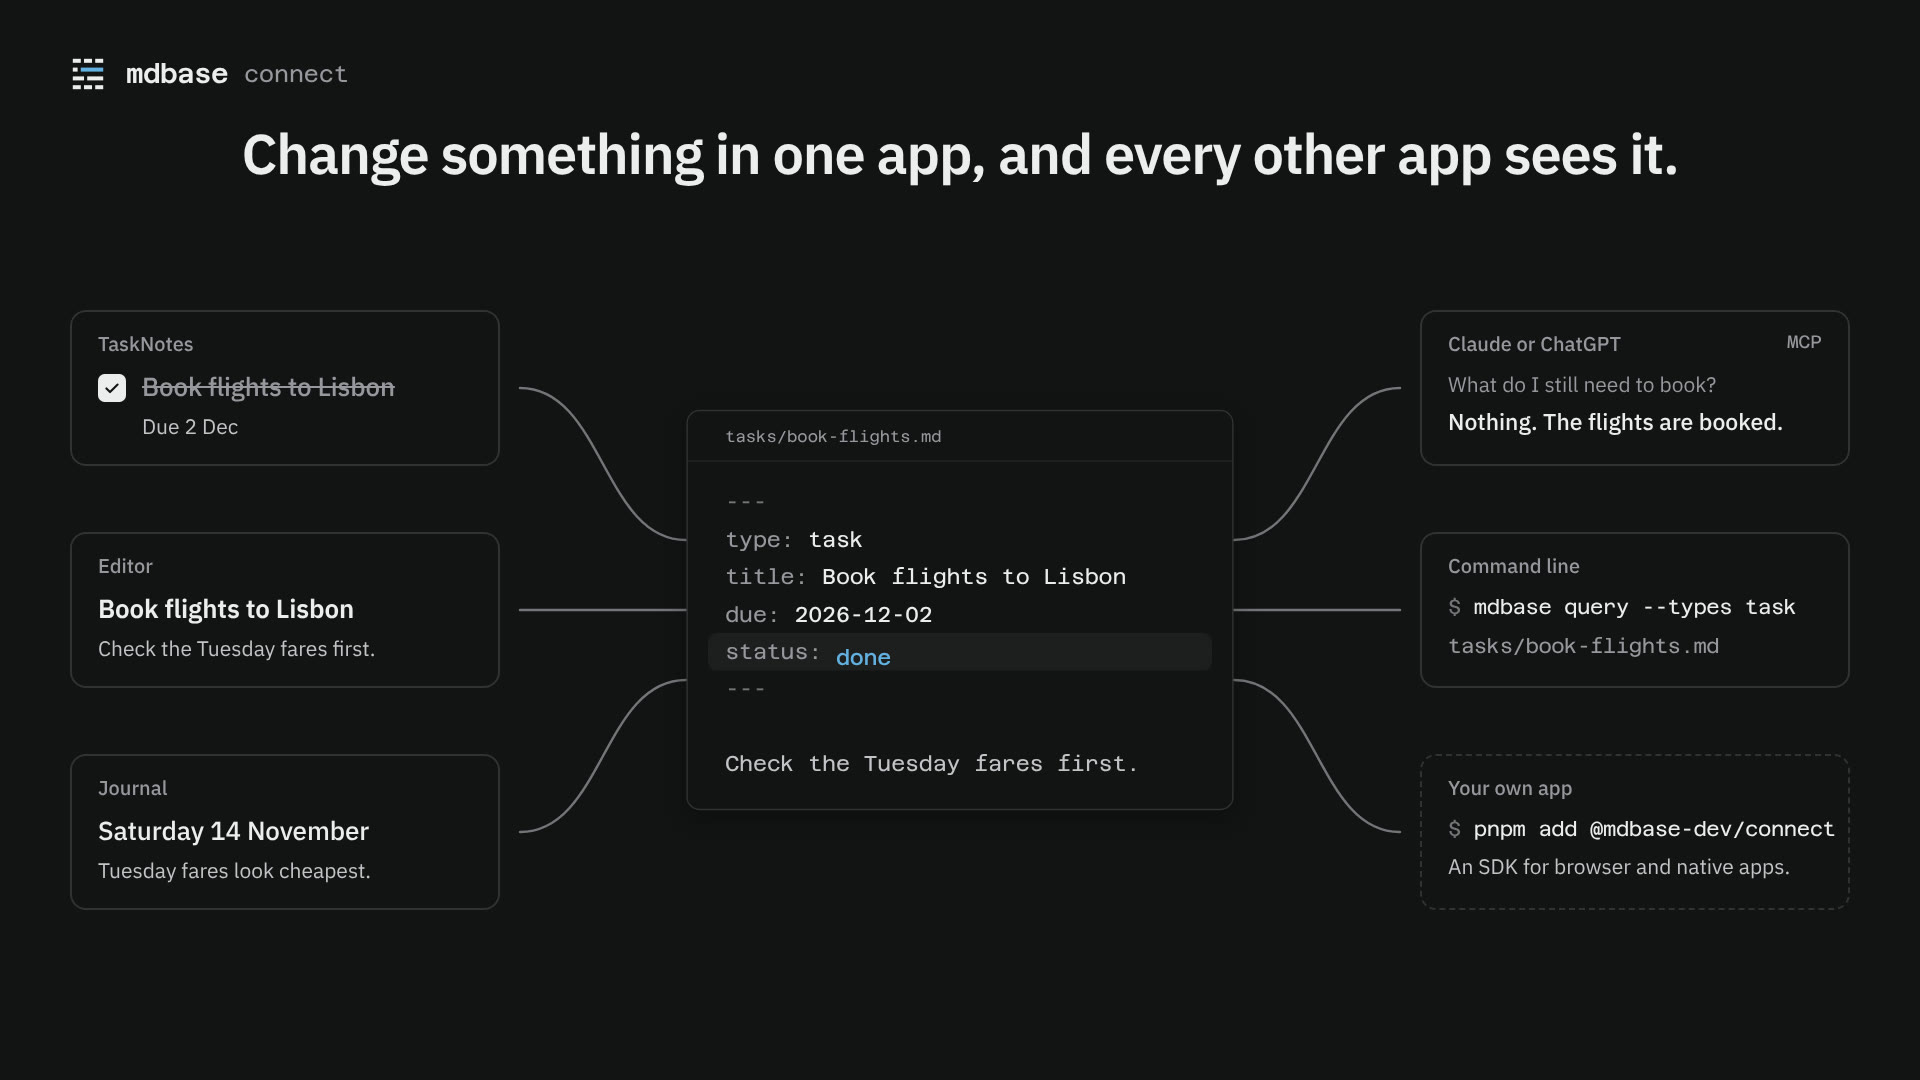 mdbase connect
Change something in one app, and every other app sees it.
TaskNotes
Book flights to Lisbon
Due 2 Dec
Editor
Book flights to Lisbon
Check the Tuesday fares first.
Journal
Saturday 14 November
Tuesday fares look cheapest.
tasks/book-flights.md
---
type: task
title: Book flights to Lisbon
due: 2026-12-02
status: done
---
Check the Tuesday fares first.
Claude or ChatGPT MCP
What do I still need to book?
Nothing. The flights are booked.
Command line
$ mdbase query --types task
tasks/book-flights.md
Your own app
$ pnpm add @mdbase-dev/connect
An SDK for browser and native apps.